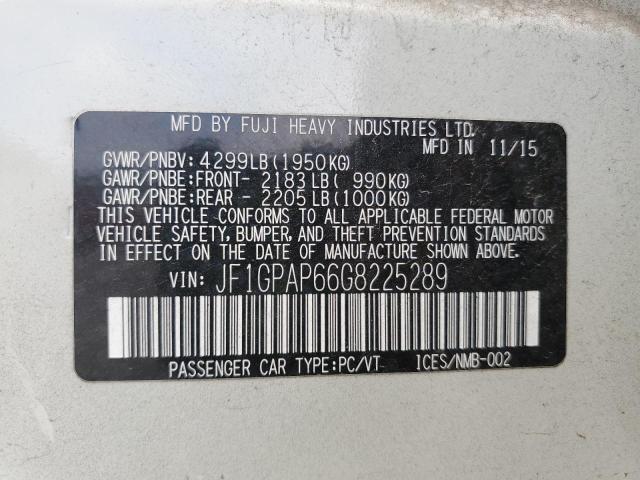 MFD BY FUJI HEAVY INDUSTRIES LTD.
MFD IN 11/15
GVWR/PNBV: 4299LB(1950KG)
GAWR/PNBE:FRONT- 2183LB( 990KG)
GAWR/PNBE:REAR - 2205LB(1000KG)
THIS VEHICLE CONFORMS TO ALL APPLICABLE FEDERAL MOTOR
VEHICLE SAFETY, BUMPER, AND THEFT PREVENTION STANDARDS
IN EFFECT ON THE DATE OF MANUFACTURE SHOWN ABOVE.
VIN: JF1GPAP66G8225289
PASSENGER CAR TYPE:PC/VT ICES/NMB-002